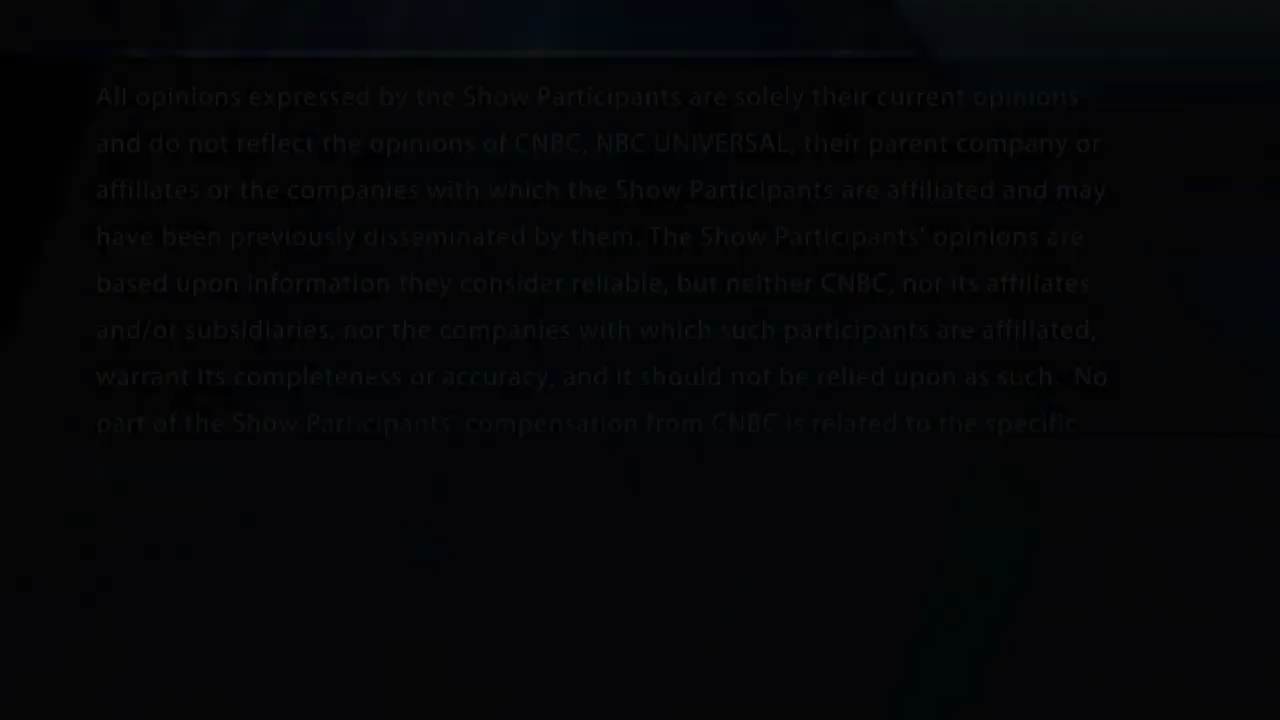 All opinions expressed by the Show Participants are solely their current opinions
and do not reflect the opinions of CNBC, NBC UNIVERSAL, their parent company or
affiliates or the companies with which the Show Participants are affiliated and may
have been previously disseminated by them. The Show Participants' opinions are
based upon information they consider reliable, but neither CNBC, nor its affiliates
and/or subsidiaries, nor the companies with which such participants are affiliated,
warrant its completeness or accuracy, and it should not be relied upon as such. No
part of the Show Participants' compensation from CNBC is related to the specific